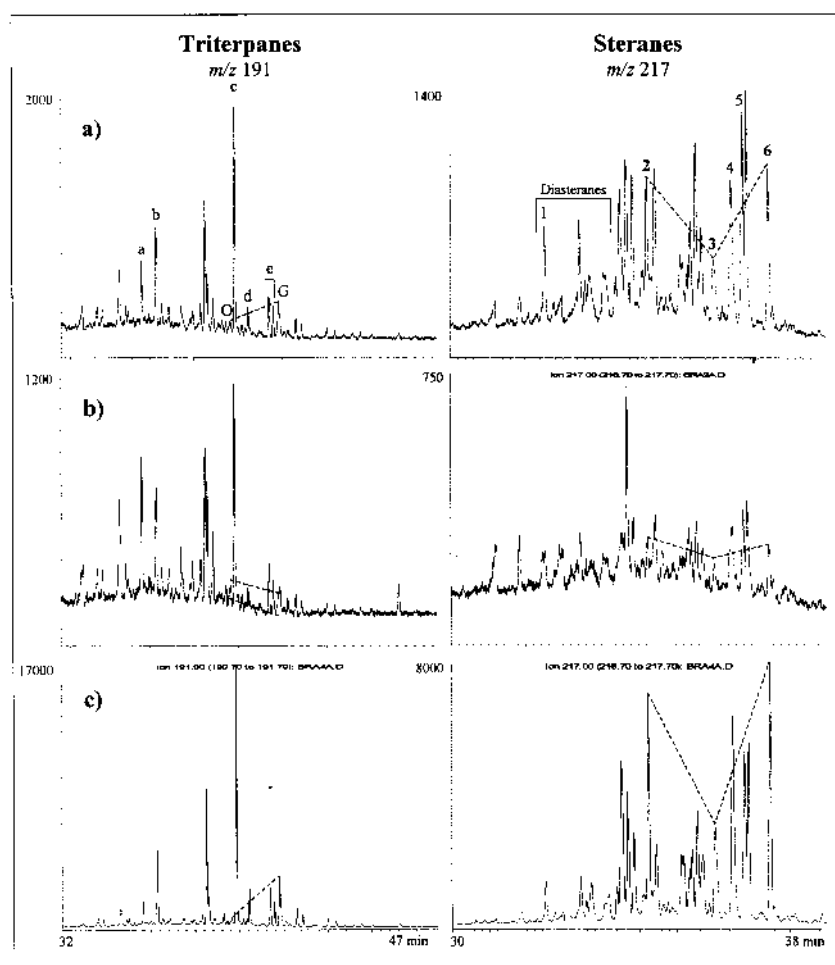 Triterpanes
m/z 191
Steranes
m/z 217
2000
a)
a
b
c
O
d
e
G
1400
Diasteranes
1
2
3
4
5
6
1200
b)
750
Ion 217.00 (216.70 to 217.70): BRA3A.D
17000
Ion 191.00 (190.70 to 191.70): BRA4A.D
c)
32
47 min
8000
Ion 217.00 (216.70 to 217.70): BRA4A.D
30
38 min